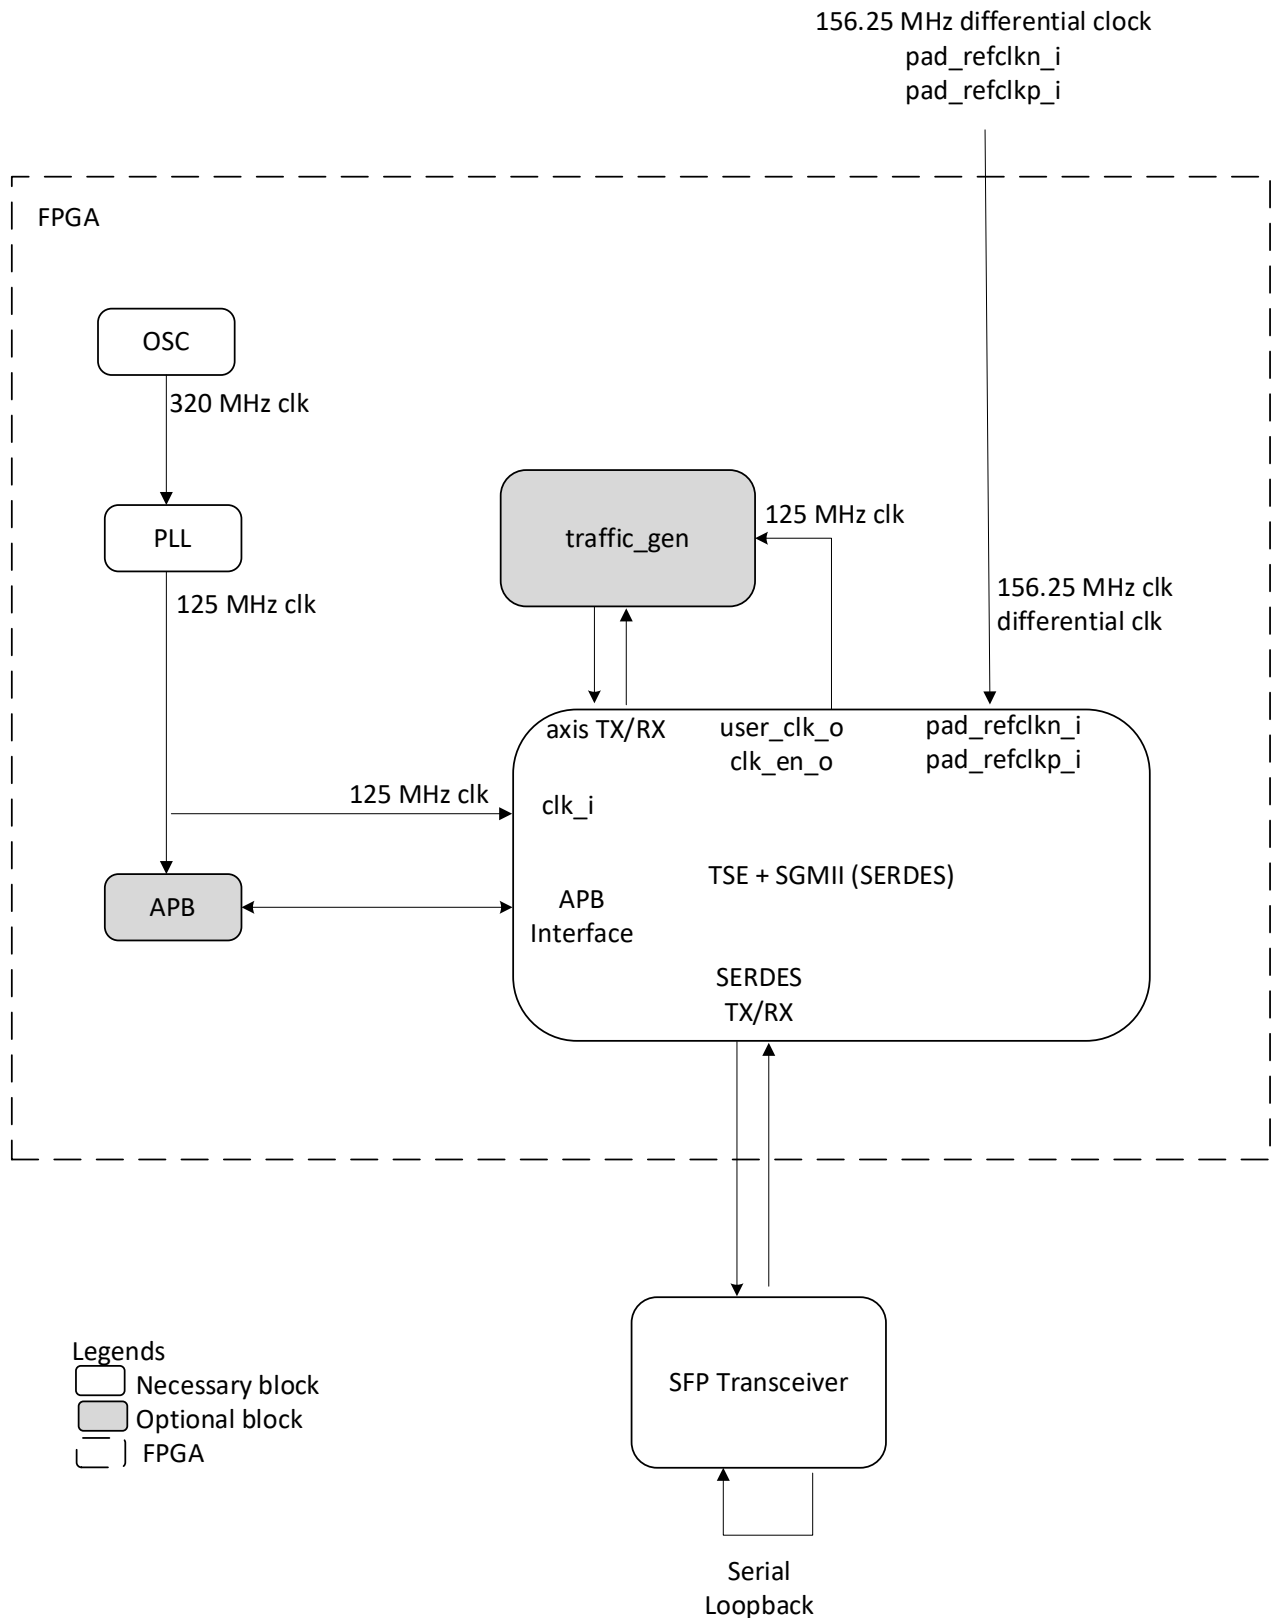 156.25 MHz differential clock
pad_refclkn_i
pad_refclkp_i
FPGA
OSC
320 MHz clk
PLL
125 MHz clk
traffic_gen
125 MHz clk
156.25 MHz clk
differential clk
axis TX/RX
user_clk_o
clk_en_o
pad_refclkn_i
pad_refclkp_i
125 MHz clk
clk_i
TSE + SGMII (SERDES)
APB
APB
Interface
SERDES
TX/RX
SFP Transceiver
Serial
Loopback
Legends
Necessary block
Optional block
FPGA